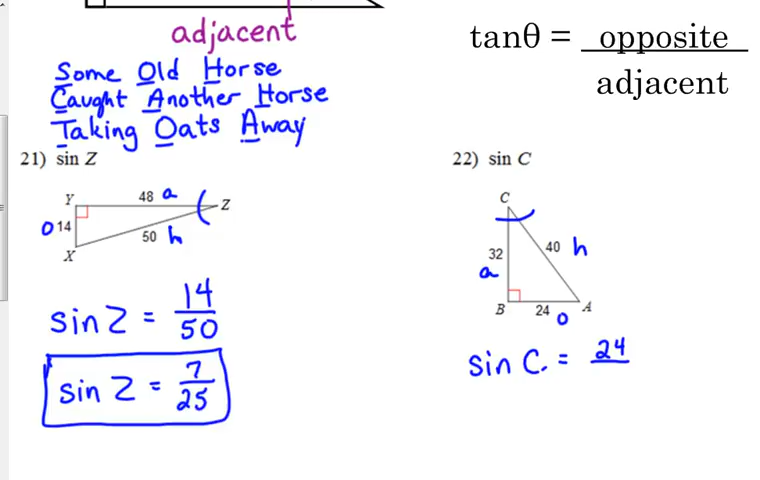 adjacent
tanθ = opposite
adjacent
Some Old Horse
Caught Another Horse
Taking Oats Away
21) sin Z
Y 48 a Z
o 14
50 h
X
sin Z = 14
50
sin Z = 7
25
22) sin C
C
32 40 h
a
B 24 A
o
sin C. = 24